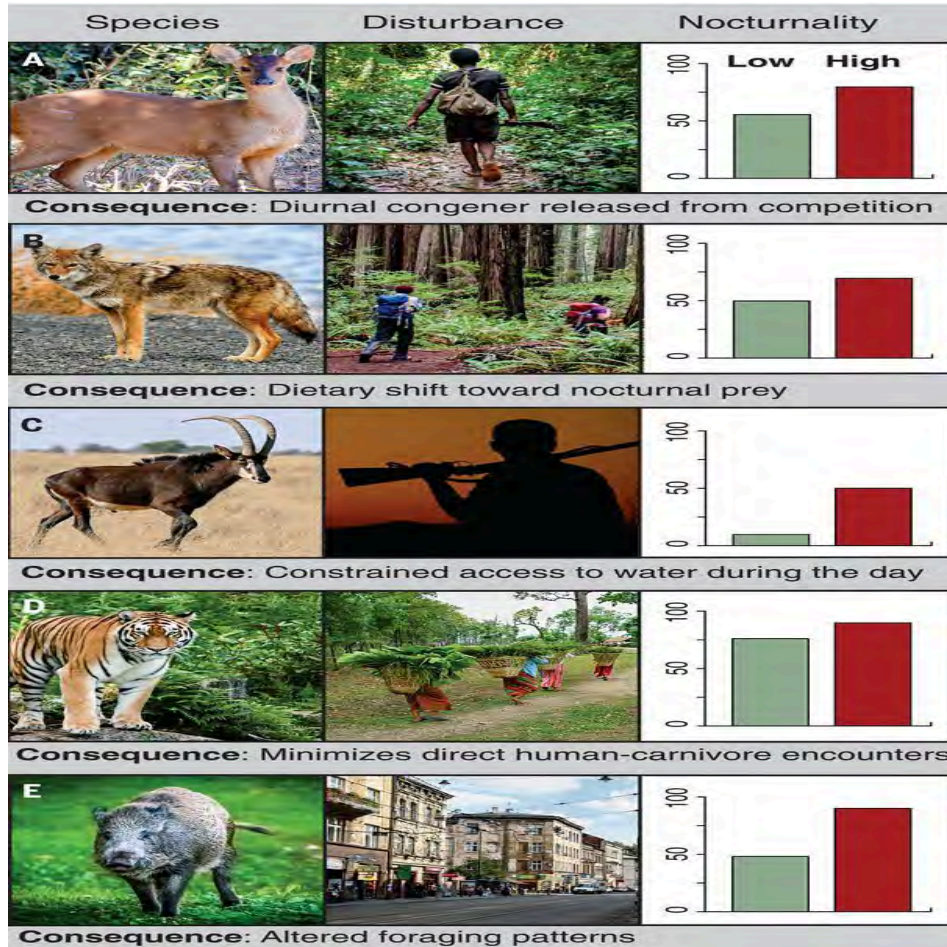 Species Disturbance Nocturnality
A
Low High
100
50
0
Consequence: Diurnal congener released from competition
B
100
50
0
Consequence: Dietary shift toward nocturnal prey
C
100
50
0
Consequence: Constrained access to water during the day
D
100
50
0
Consequence: Minimizes direct human-carnivore encounters
E
100
50
0
Consequence: Altered foraging patterns